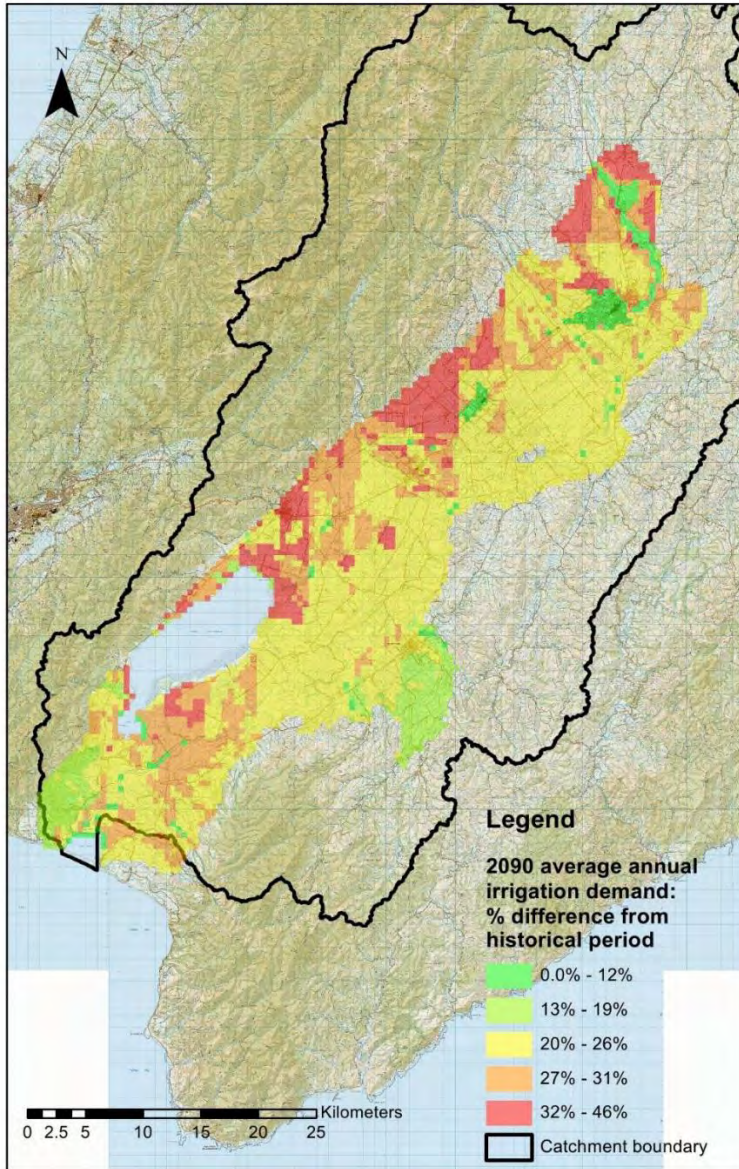 N
Legend
2090 average annual
irrigation demand:
% difference from
historical period
0.0% - 12%
13% - 19%
20% - 26%
27% - 31%
32% - 46%
Catchment boundary
Kilometers
0 2.5 5 10 15 20 25